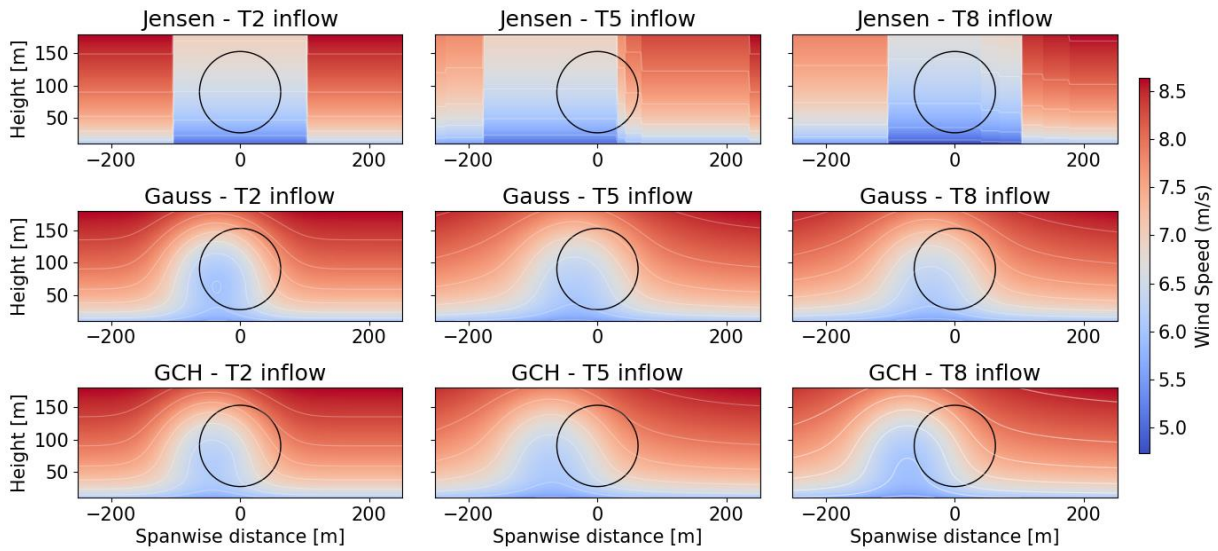 Jensen - T2 inflow
Jensen - T5 inflow
Jensen - T8 inflow
Height [m]
150
100
50
−200 0 200
−200 0 200
−200 0 200
Gauss - T2 inflow
Gauss - T5 inflow
Gauss - T8 inflow
Height [m]
150
100
50
−200 0 200
−200 0 200
−200 0 200
GCH - T2 inflow
GCH - T5 inflow
GCH - T8 inflow
Height [m]
150
100
50
−200 0 200
−200 0 200
−200 0 200
Spanwise distance [m]
Spanwise distance [m]
Spanwise distance [m]
8.5
8.0
7.5
7.0
6.5
6.0
5.5
5.0
Wind Speed (m/s)